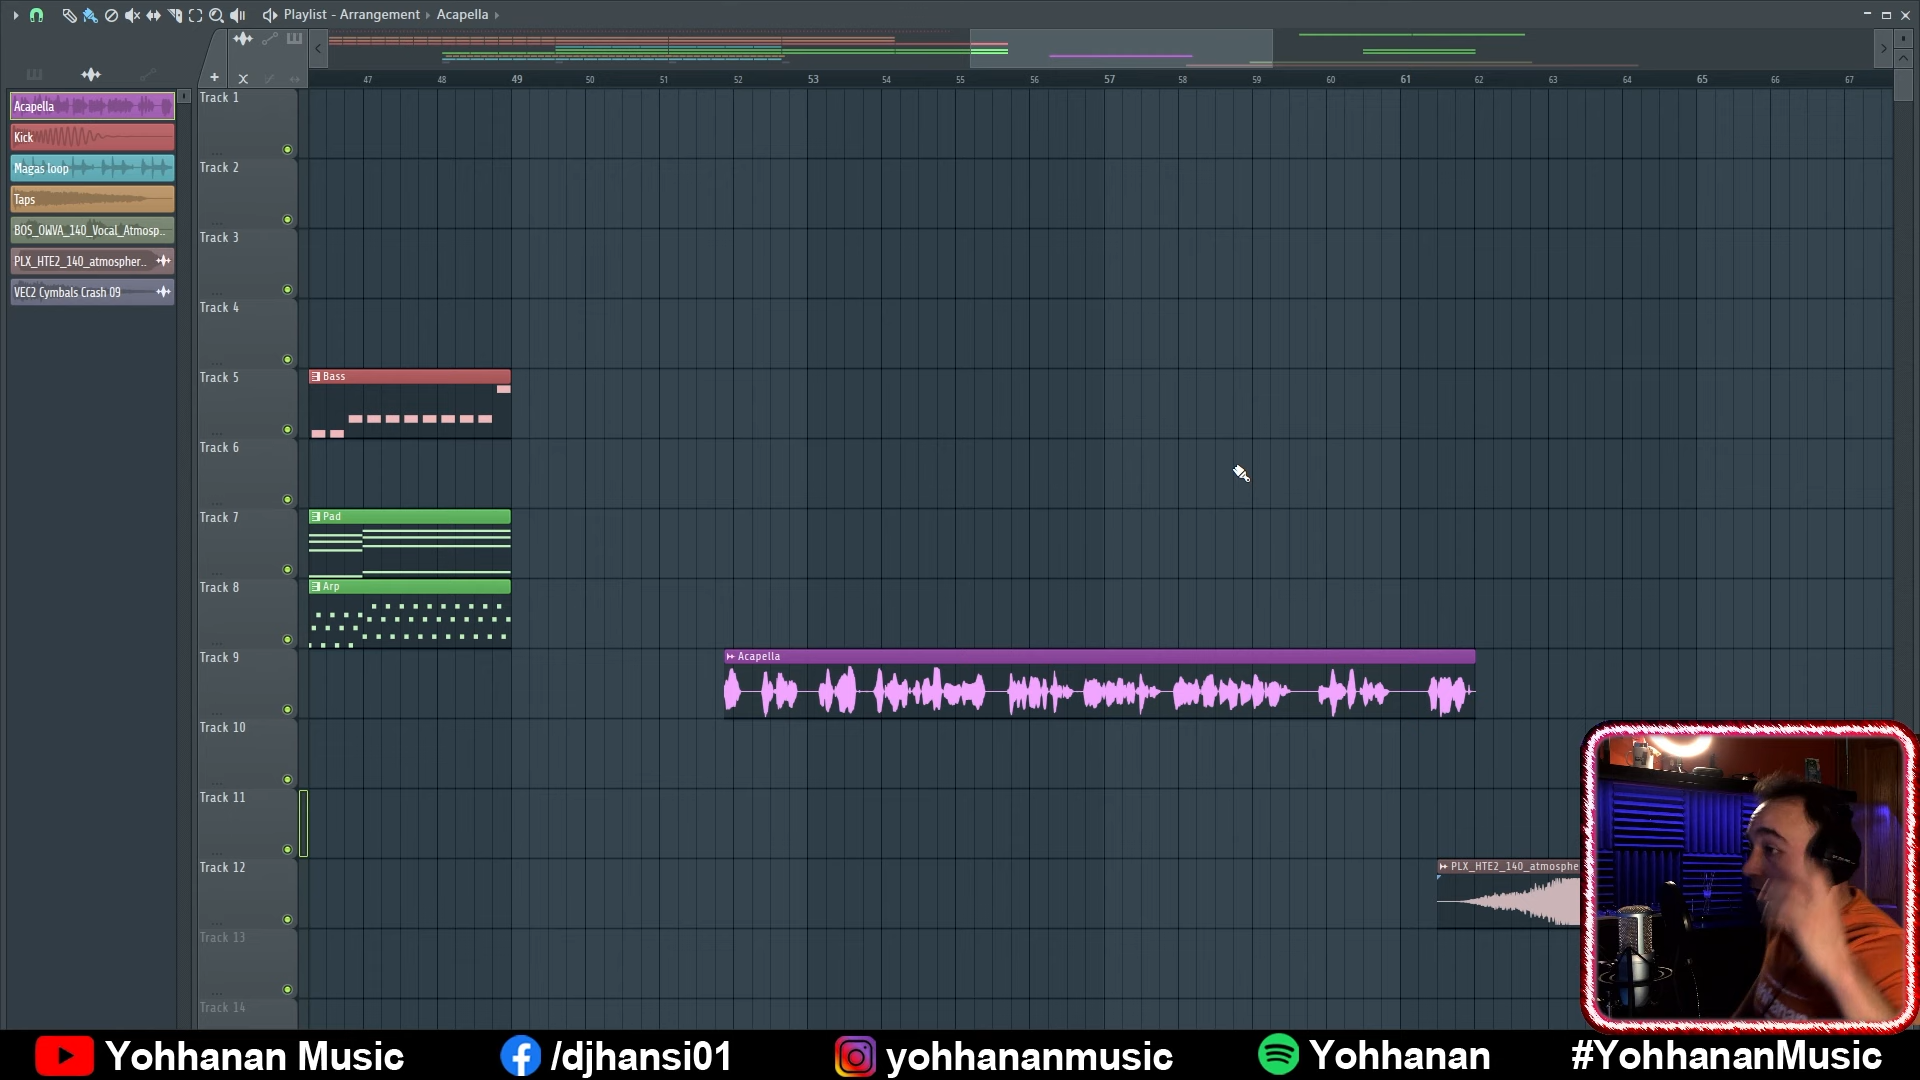 Playlist - Arrangement › Acapella ›
47 48 49 50 51 52 53 54 55 56 57 58 59 60 61 62 63 64 65 66 67
Acapella
Kick
Magas loop
Taps
BOS_OWVA_140_Vocal_Atmosp..
PLX_HTE2_140_atmospher..
VEC2 Cymbals Crash 09
Track 1
Track 2
Track 3
Track 4
Track 5
Bass
Track 6
Track 7
Pad
Track 8
Arp
Track 9
Acapella
Track 10
Track 11
Track 12
PLX_HTE2_140_atmosphe
Track 13
Track 14
Yohhanan Music
/djhansi01
yohhananmusic
Yohhanan
#YohhananMusic